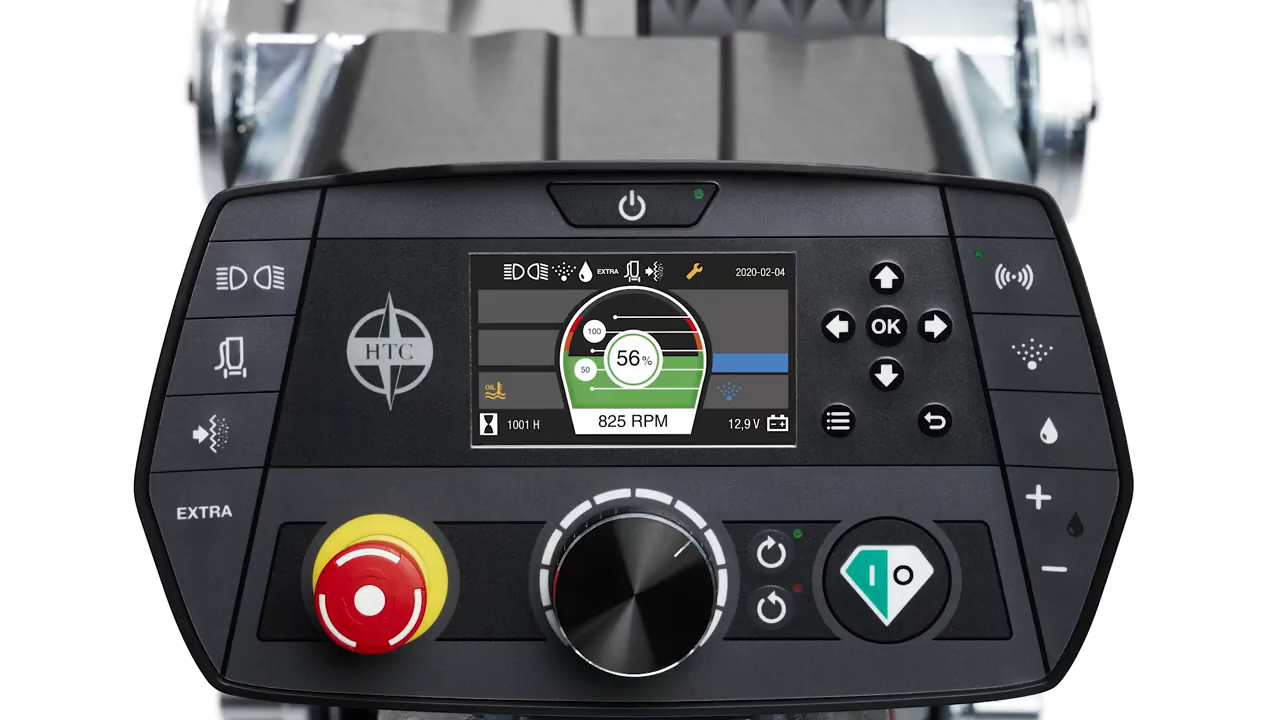 EXTRA
2020-02-04
HTC
OK
100
56%
50
OIL
1001 H
825 RPM
12,9 V
EXTRA
I O